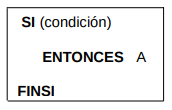 SI (condición)
ENTONCES A
FINSI